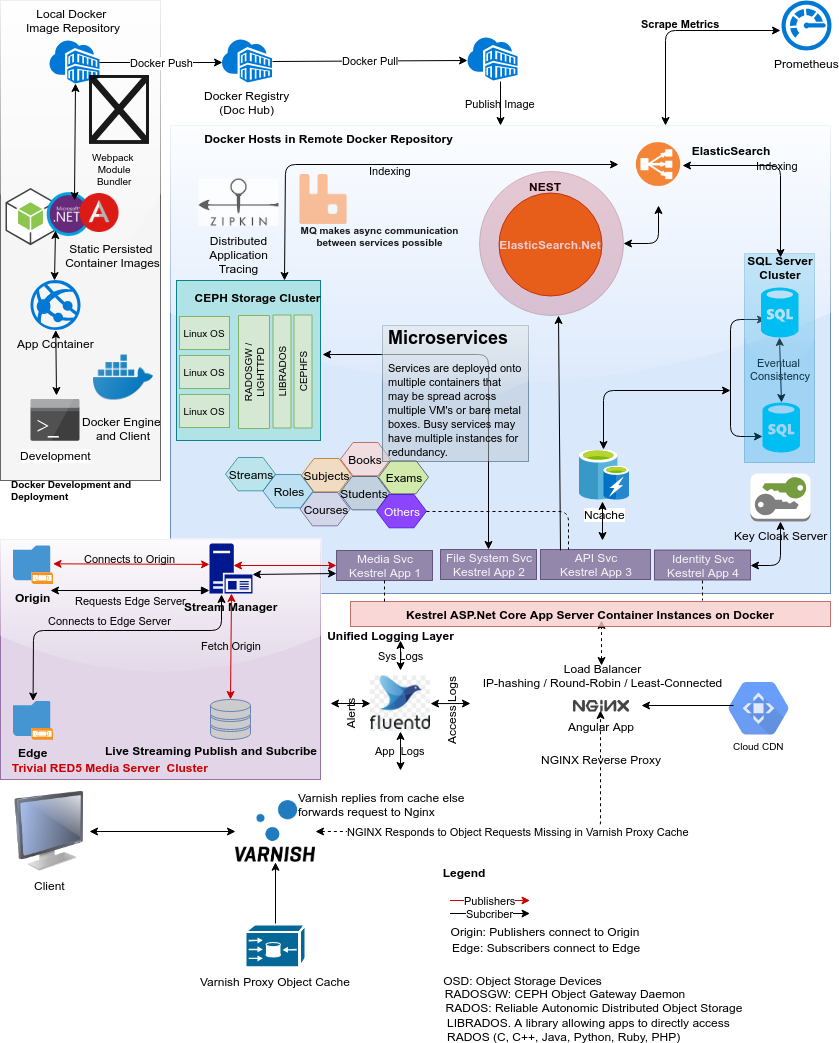 Local Docker
Image Repository
Docker Push
Docker Registry
(Doc Hub)
Docker Pull
Publish Image
Scrape Metrics
Prometheus
Webpack
Module
Bundler
Microsoft
.NET
A
Static Persisted
Container Images
App Container
Docker Engine
and Client
>_
Development
Docker Development and
Deployment
Docker Hosts in Remote Docker Repository
ElasticSearch
Indexing
Indexing
ZIPKIN
Distributed
Application
Tracing
MQ makes async communication
between services possible
NEST
ElasticSearch.Net
SQL Server
Cluster
SQL
Eventual
Consistency
SQL
CEPH Storage Cluster
Linux OS
Linux OS
Linux OS
RADOSGW /
LIGHTTPD
LIBRADOS
CEPHFS
Microservices
Services are deployed onto
multiple containers that
may be spread across
multiple VM's or bare metal
boxes. Busy services may
have multiple instances for
redundancy.
Streams
Roles
Subjects
Courses
Books
Students
Exams
Others
Ncache
Key Cloak Server
Media Svc
Kestrel App 1
File System Svc
Kestrel App 2
API Svc
Kestrel App 3
Identity Svc
Kestrel App 4
Kestrel ASP.Net Core App Server Container Instances on Docker
Connects to Origin
Origin
Requests Edge Server
Stream Manager
Connects to Edge Server
Fetch Origin
Edge
Live Streaming Publish and Subcribe
Trivial RED5 Media Server  Cluster
Unified Logging Layer
Sys Logs
Alerts
fluentd
Access Logs
App Logs
Load Balancer
IP-hashing / Round-Robin / Least-Connected
NGINX
Angular App
Cloud CDN
NGINX Reverse Proxy
Client
Varnish replies from cache else
forwards request to Nginx
VARNISH
NGINX Responds to Object Requests Missing in Varnish Proxy Cache
Varnish Proxy Object Cache
Legend
Publishers
Subcriber
Origin: Publishers connect to Origin
Edge: Subscribers connect to Edge
OSD: Object Storage Devices
RADOSGW: CEPH Object Gateway Daemon
RADOS: Reliable Autonomic Distributed Object Storage
LIBRADOS. A library allowing apps to directly access
RADOS (C, C++, Java, Python, Ruby, PHP)